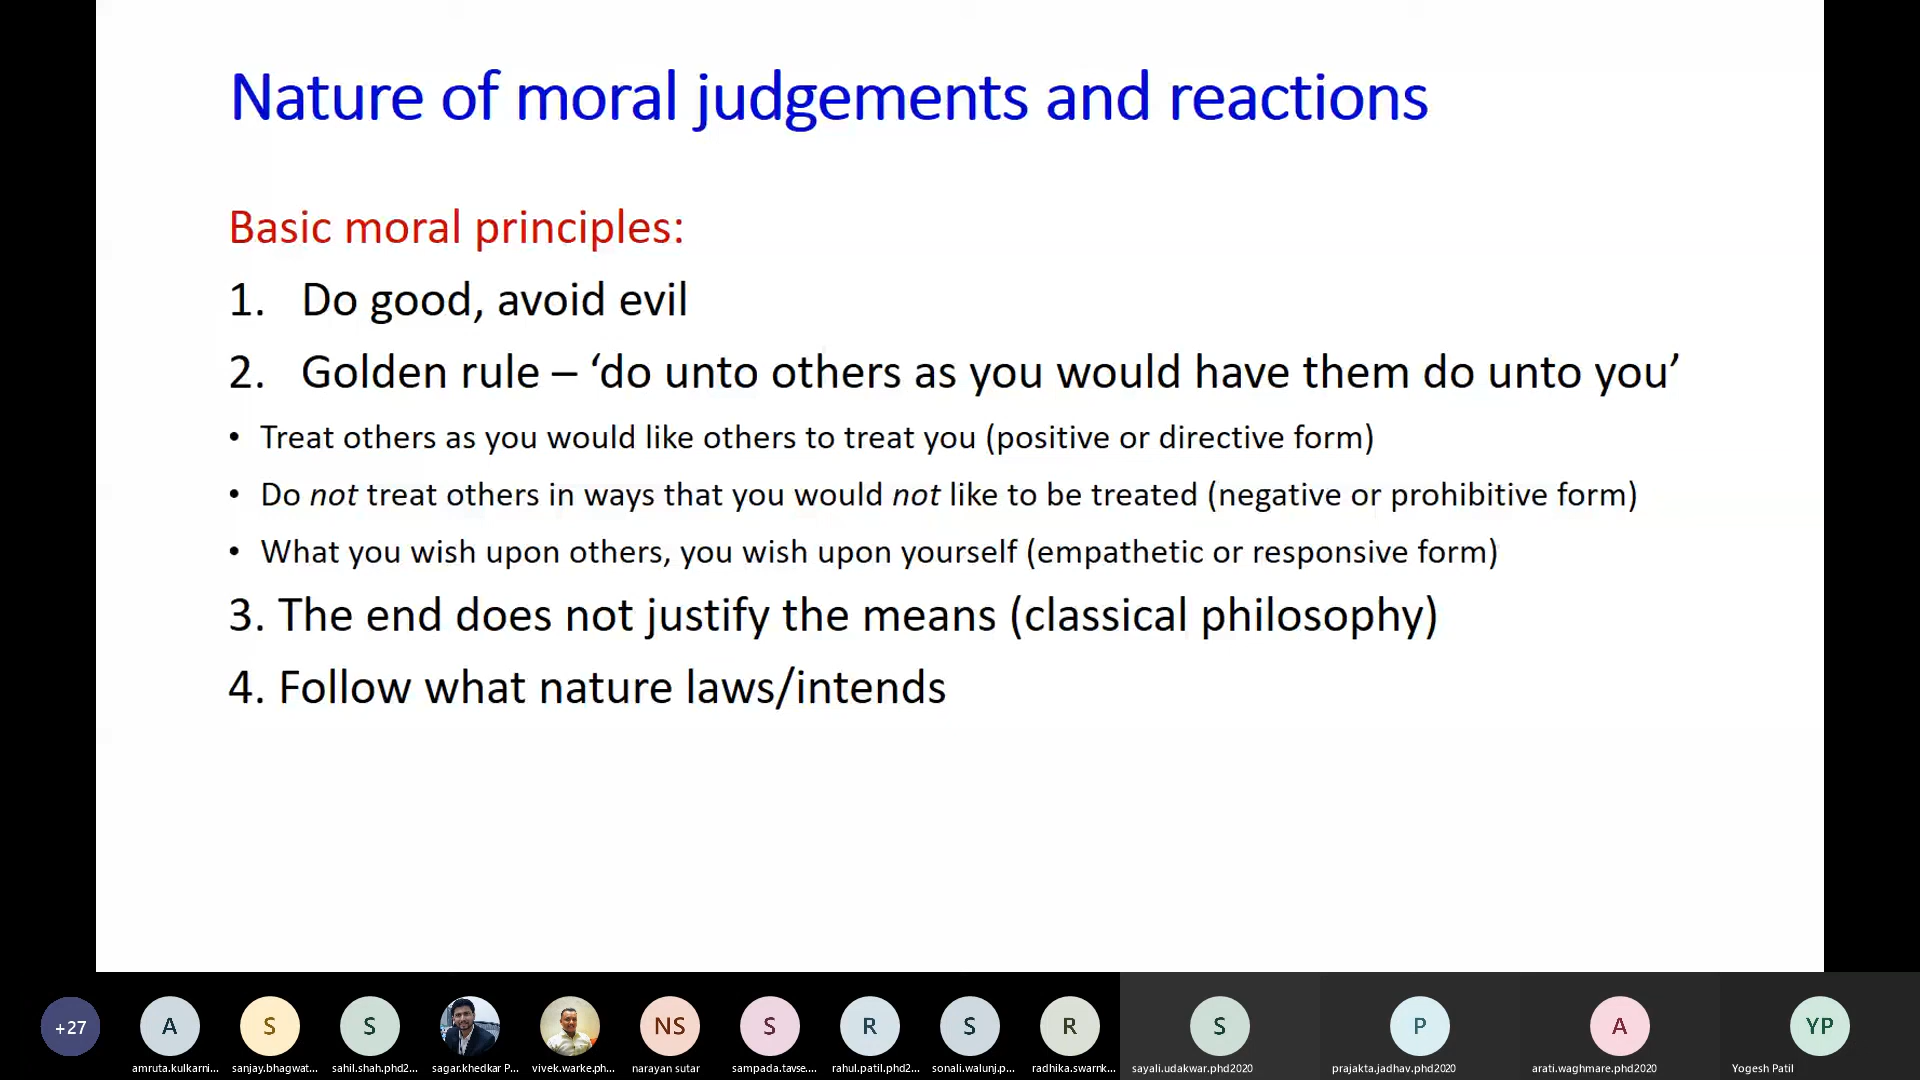 Nature of moral judgements and reactions
Basic moral principles:
1. Do good, avoid evil
2. Golden rule – ‘do unto others as you would have them do unto you’
• Treat others as you would like others to treat you (positive or directive form)
• Do not treat others in ways that you would not like to be treated (negative or prohibitive form)
• What you wish upon others, you wish upon yourself (empathetic or responsive form)
3. The end does not justify the means (classical philosophy)
4. Follow what nature laws/intends
+27 A S S NS S R S R S P A YP
amruta.kulkarni... sanjay.bhagwat... sahil.shah.phd2... sagar.khedkar P... vivek.warke.ph... narayan sutar sampada.tavse.... rahul.patil.phd2... sonali.walunj.p... radhika.swarnk... sayali.udakwar.phd2020 prajakta.jadhav.phd2020 arati.waghmare.phd2020 Yogesh Patil